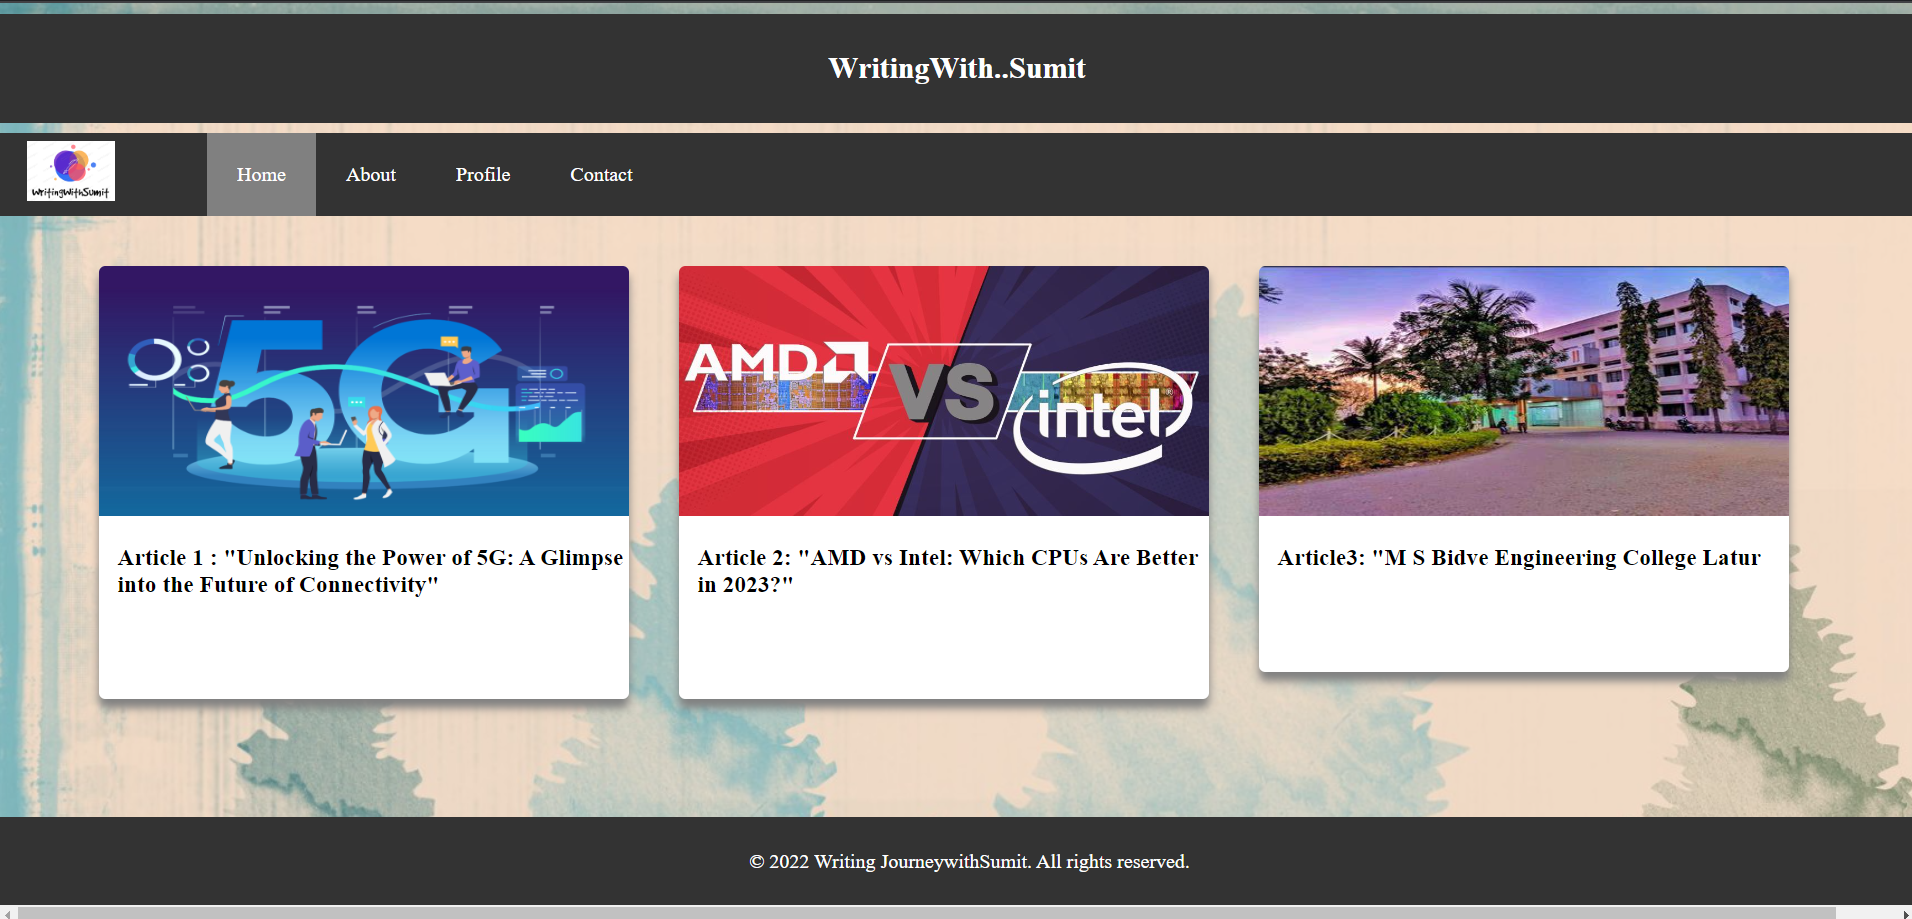 WritingWith..Sumit
WritingWithSumit
Home About Profile Contact
5G
AMD VS intel
Article 1 : "Unlocking the Power of 5G: A Glimpse
into the Future of Connectivity"
Article 2: "AMD vs Intel: Which CPUs Are Better
in 2023?"
Article3: "M S Bidve Engineering College Latur
© 2022 Writing JourneywithSumit. All rights reserved.